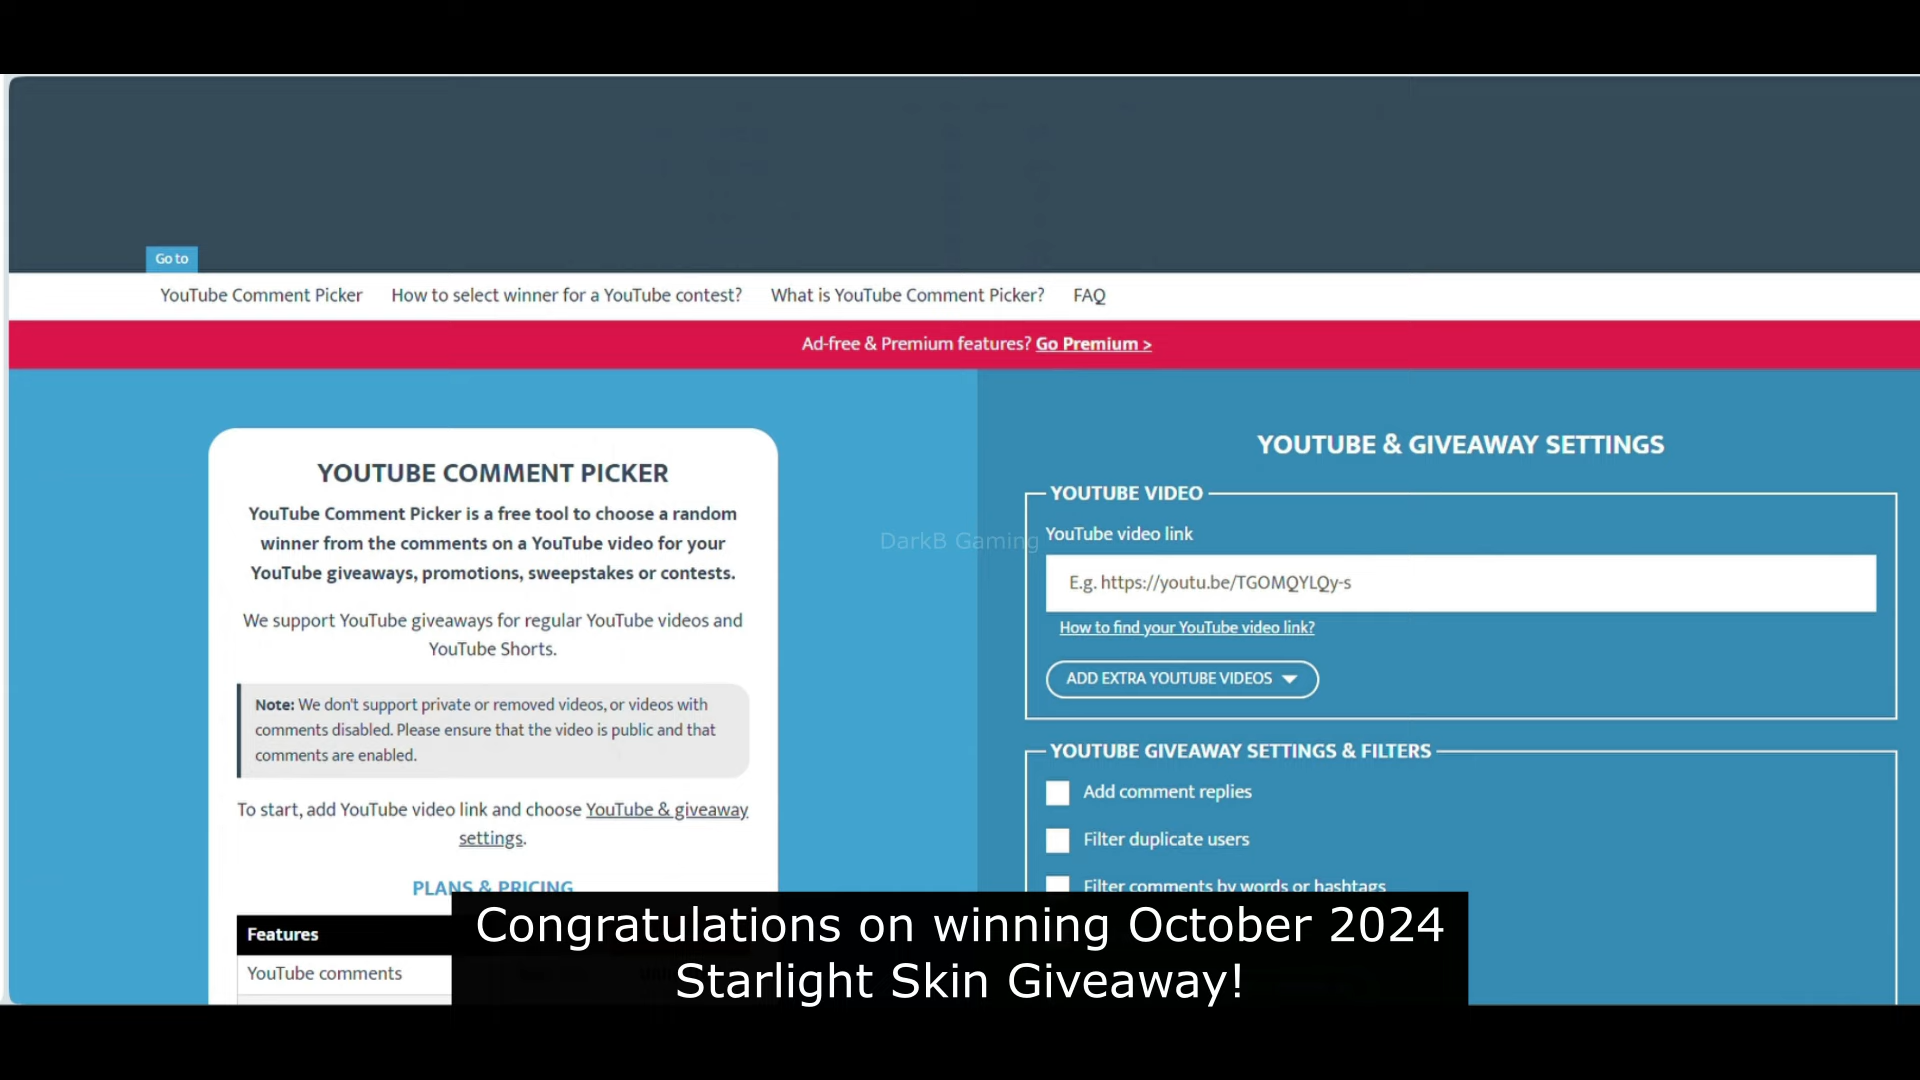 Go to
YouTube Comment Picker How to select winner for a YouTube contest? What is YouTube Comment Picker? FAQ
Ad-free & Premium features? Go Premium >
YOUTUBE COMMENT PICKER
YouTube Comment Picker is a free tool to choose a random
winner from the comments on a YouTube video for your
YouTube giveaways, promotions, sweepstakes or contests.
We support YouTube giveaways for regular YouTube videos and
YouTube Shorts.
Note: We don't support private or removed videos, or videos with
comments disabled. Please ensure that the video is public and that
comments are enabled.
To start, add YouTube video link and choose YouTube & giveaway
settings.
PLANS & PRICING
Features
YouTube comments
DarkB Gaming
YOUTUBE & GIVEAWAY SETTINGS
YOUTUBE VIDEO
YouTube video link
E.g. https://youtu.be/TGOMQYLQy-s
How to find your YouTube video link?
ADD EXTRA YOUTUBE VIDEOS
YOUTUBE GIVEAWAY SETTINGS & FILTERS
Add comment replies
Filter duplicate users
Filter comments by words or hashtags
Congratulations on winning October 2024
Starlight Skin Giveaway!